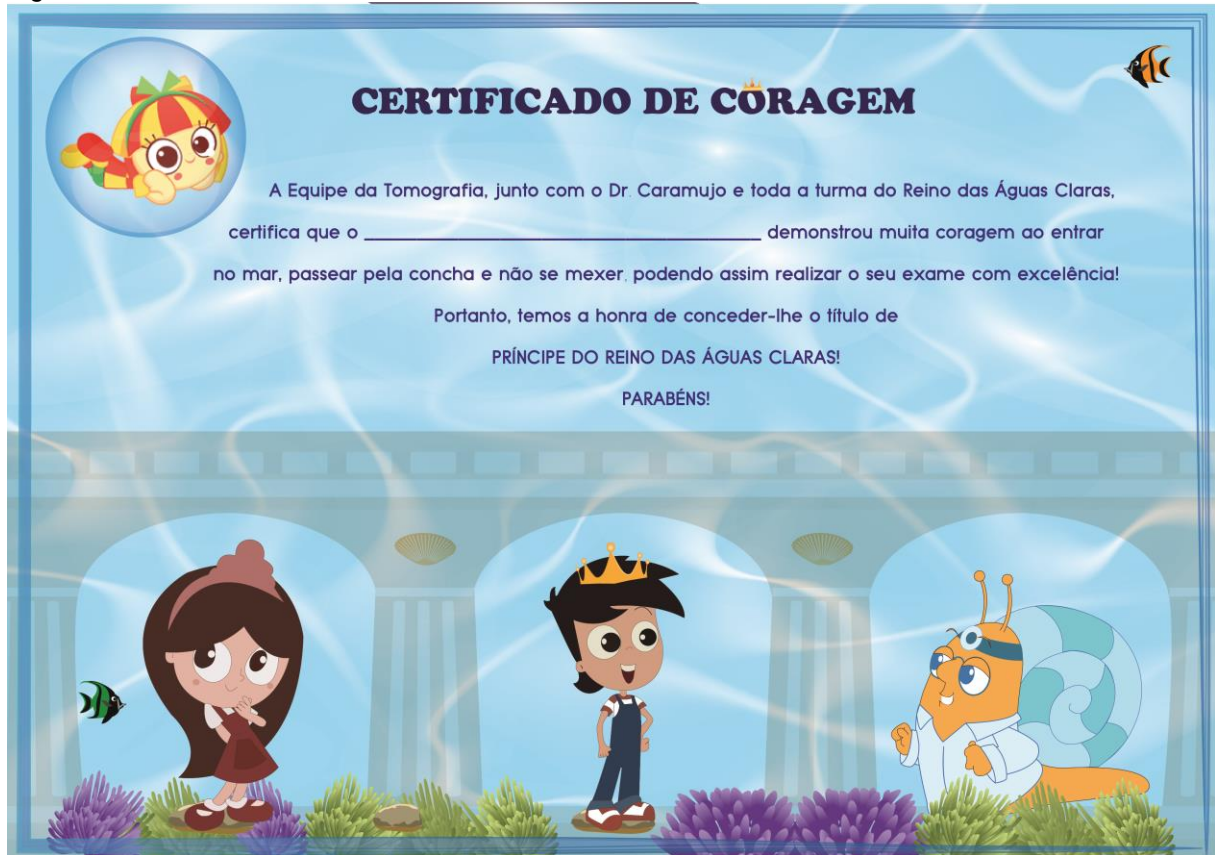 CERTIFICADO DE CORAGEM
A Equipe da Tomografia, junto com o Dr. Caramujo e toda a turma do Reino das Águas Claras,
certifica que o ________________________________________ demonstrou muita coragem ao entrar
no mar, passear pela concha e não se mexer, podendo assim realizar o seu exame com excelência!
Portanto, temos a honra de conceder-lhe o título de
PRÍNCIPE DO REINO DAS ÁGUAS CLARAS!
PARABÉNS!